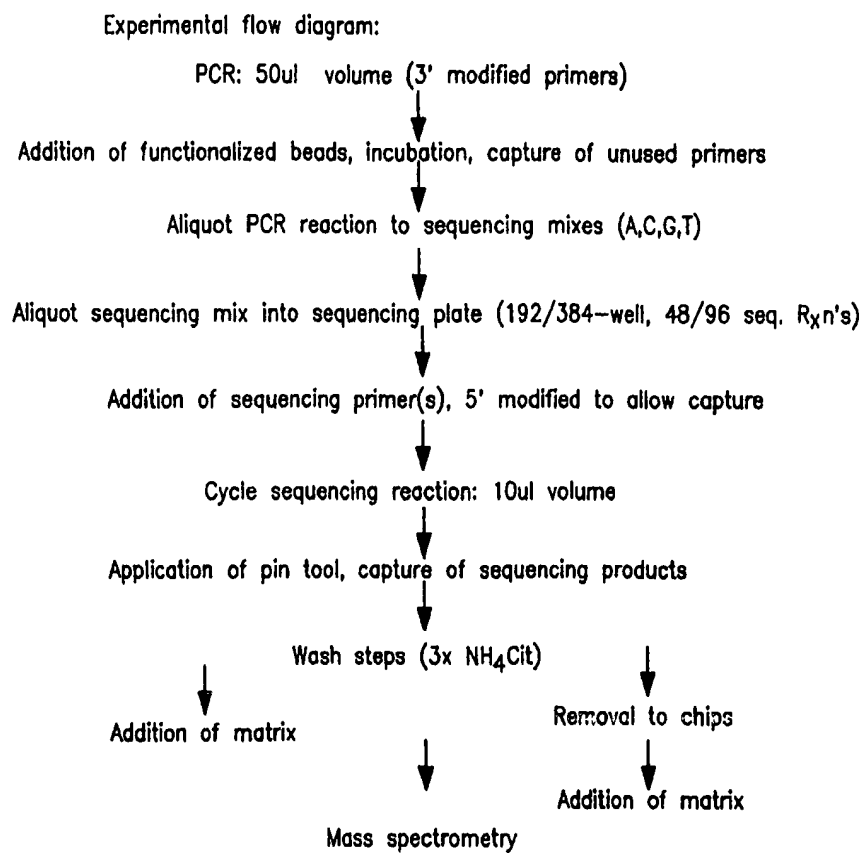 Experimental flow diagram:
PCR: 50ul volume (3' modified primers)
Addition of functionalized beads, incubation, capture of unused primers
Aliquot PCR reaction to sequencing mixes (A,C,G,T)
Aliquot sequencing mix into sequencing plate (192/384-well, 48/96 seq. Rxn's)
Addition of sequencing primer(s), 5' modified to allow capture
Cycle sequencing reaction: 10ul volume
Application of pin tool, capture of sequencing products
Wash steps (3x NH4Cit)
Addition of matrix
Removal to chips
Addition of matrix
Mass spectrometry